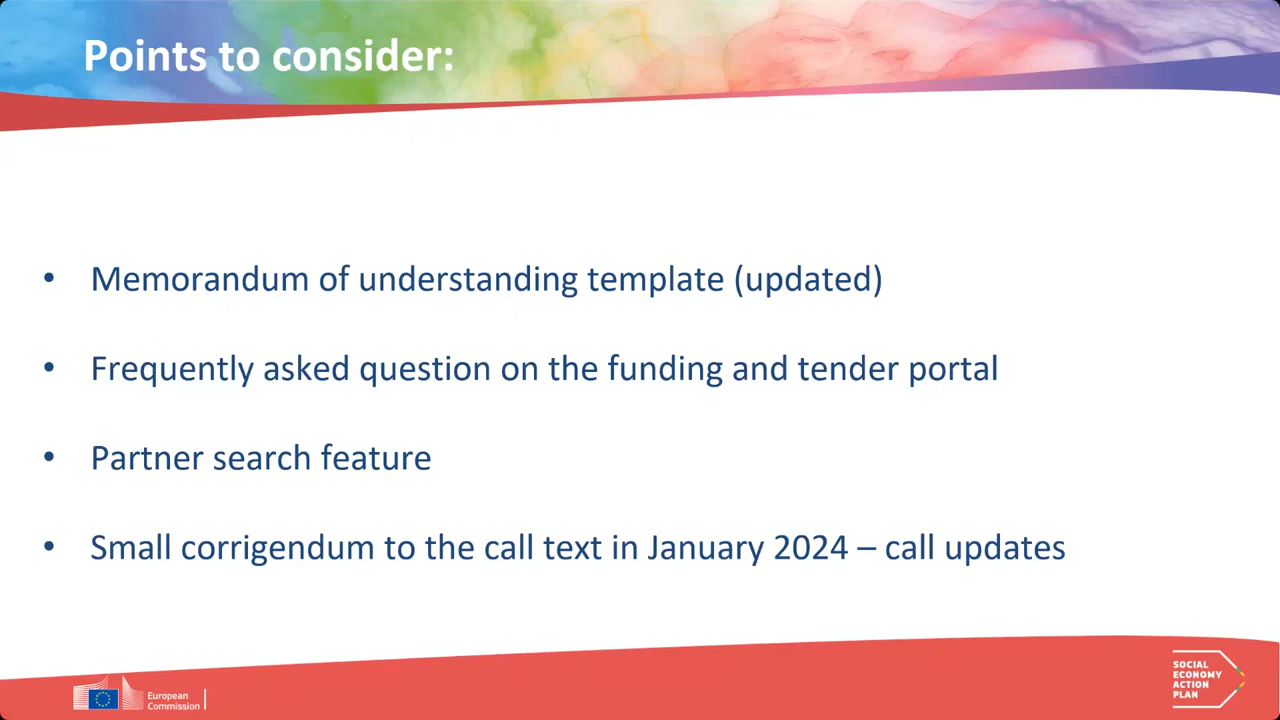 Points to consider:
• Memorandum of understanding template (updated)
• Frequently asked question on the funding and tender portal
• Partner search feature
• Small corrigendum to the call text in January 2024 – call updates
European
Commission
SOCIAL
ECONOMY
ACTION
PLAN